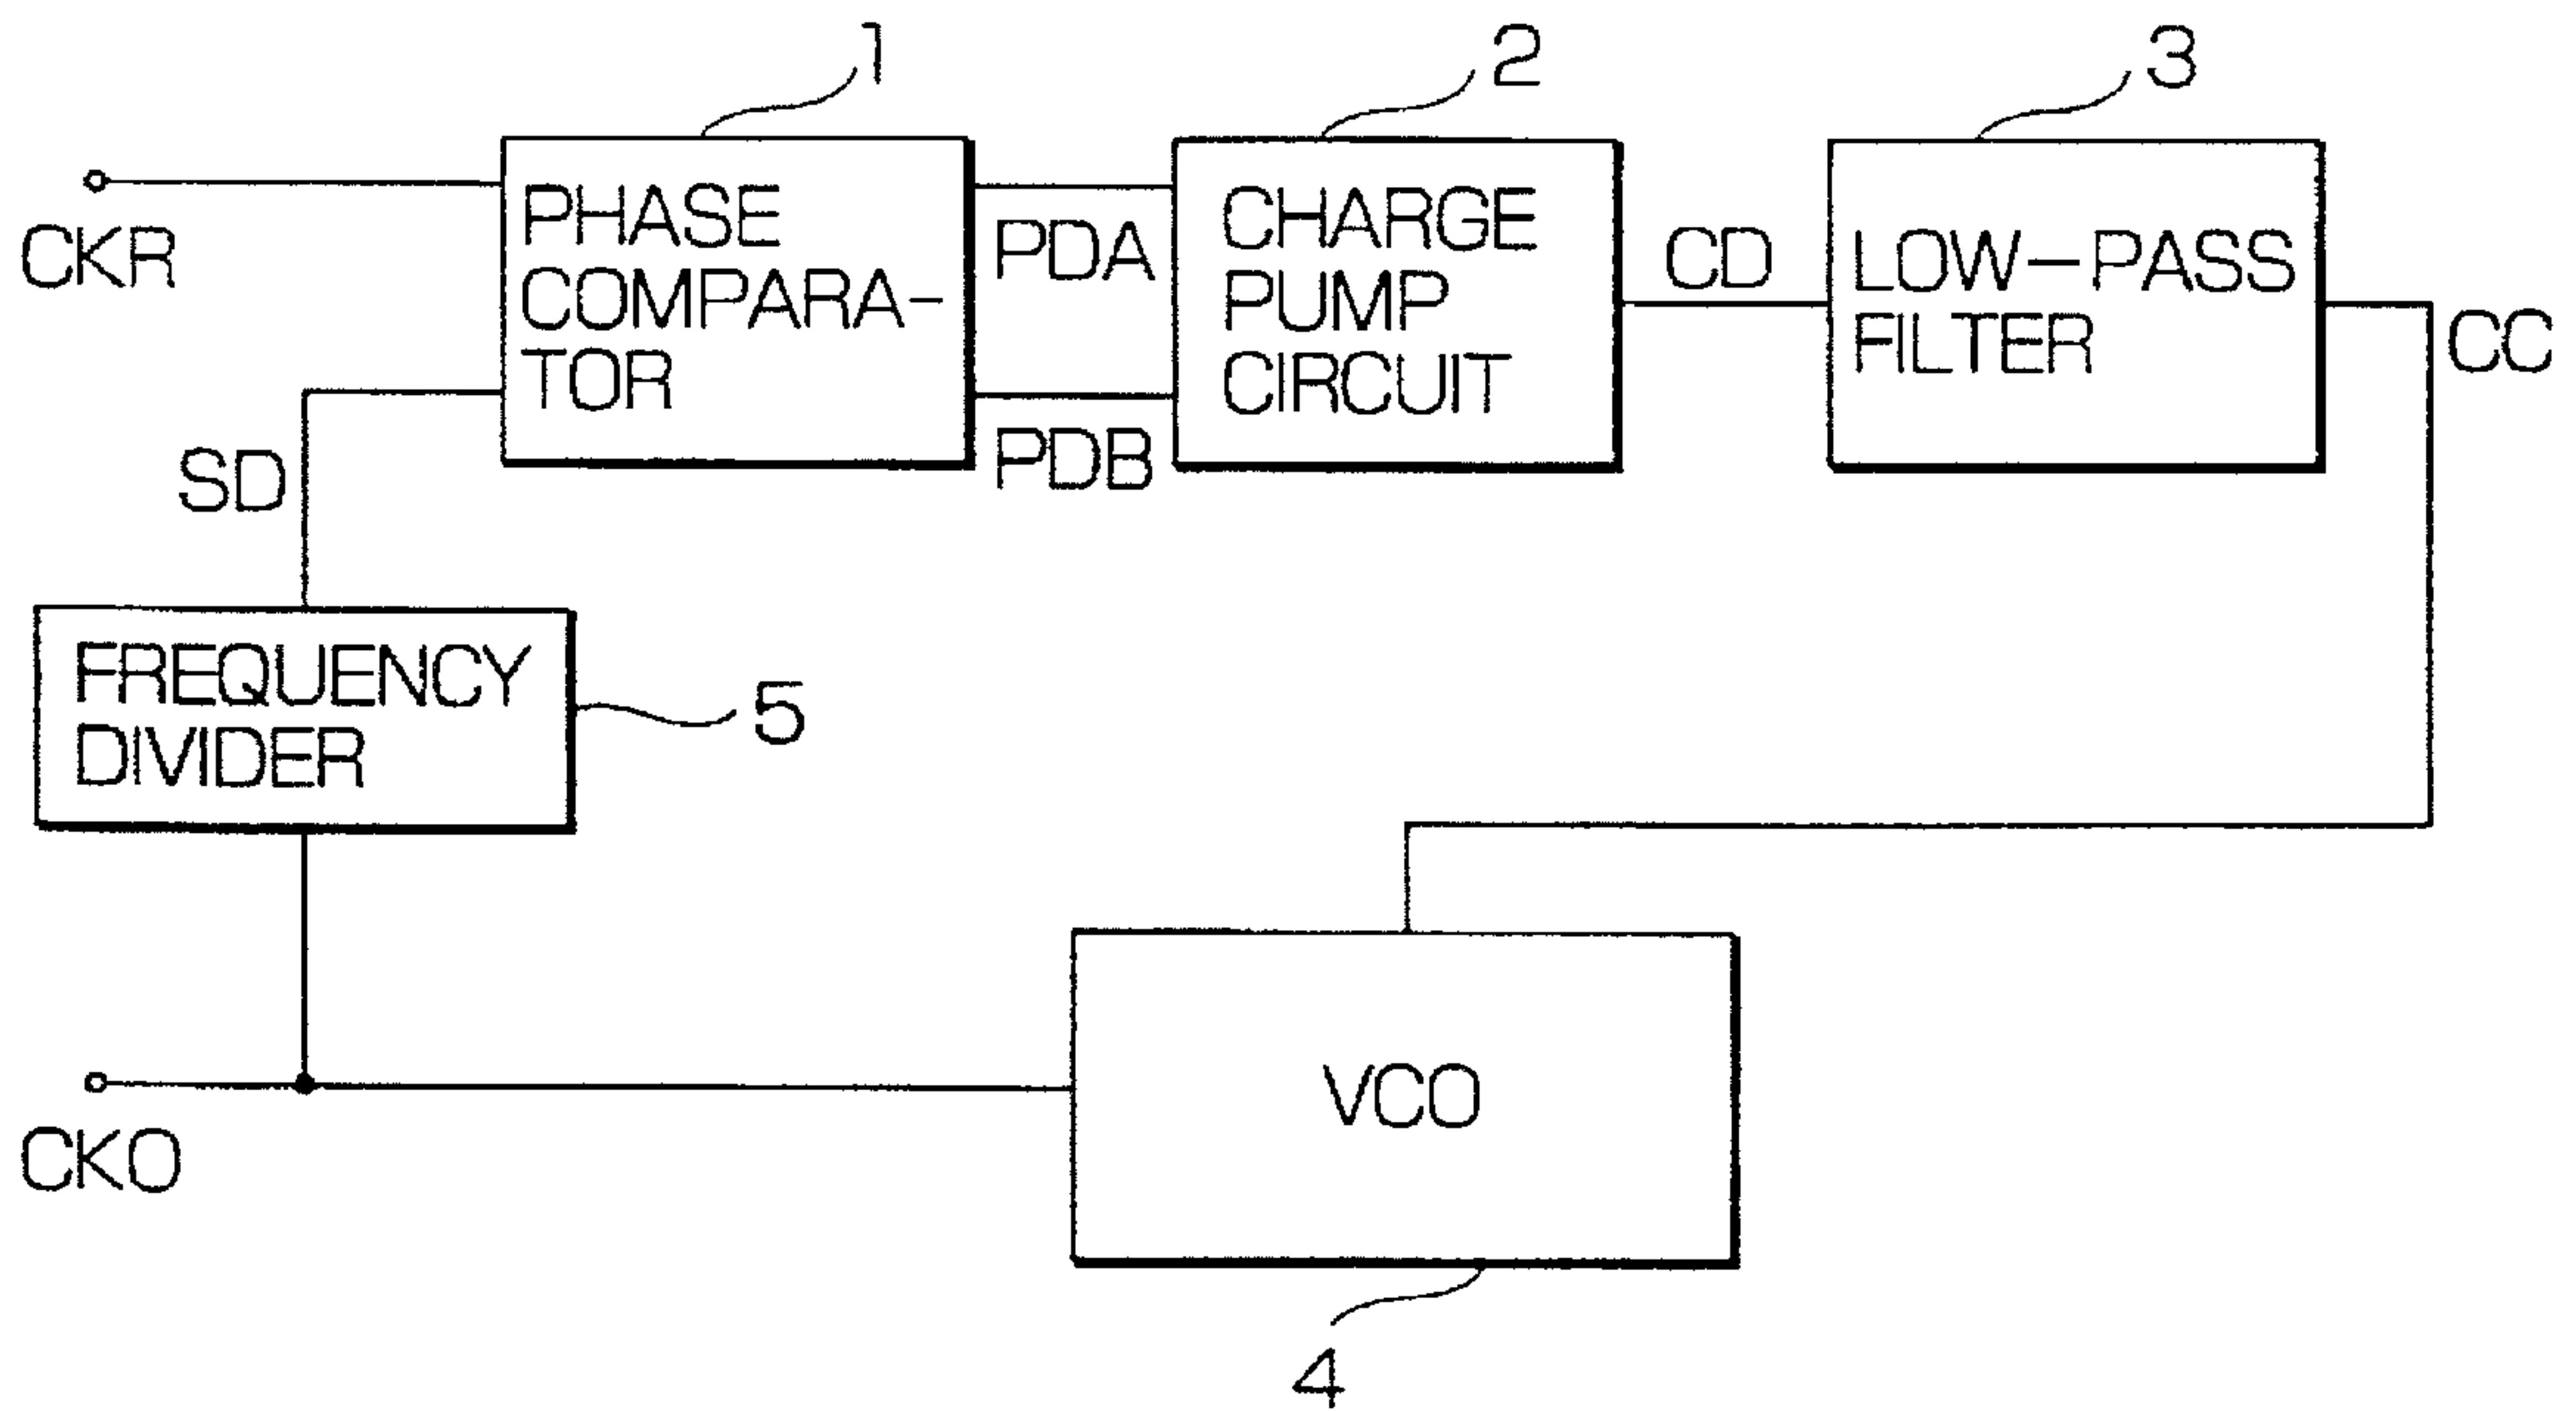 1
2
3
CKR
PHASE
COMPARA-
TOR
PDA
PDB
CHARGE
PUMP
CIRCUIT
CD
LOW-PASS
FILTER
CC
SD
FREQUENCY
DIVIDER
5
VCO
CKO
4